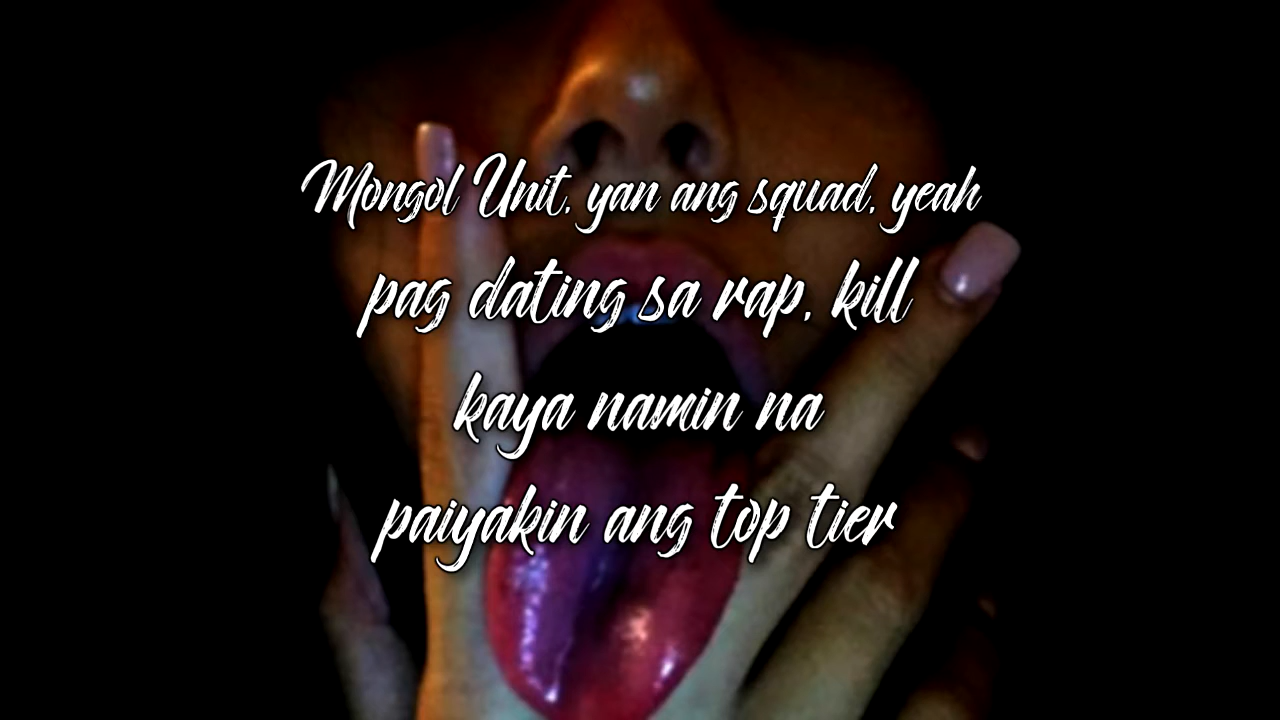 Mongol Unit, yan ang squad, yeah
pag dating sa rap, kill
kaya namin na
paiyakin ang top tier